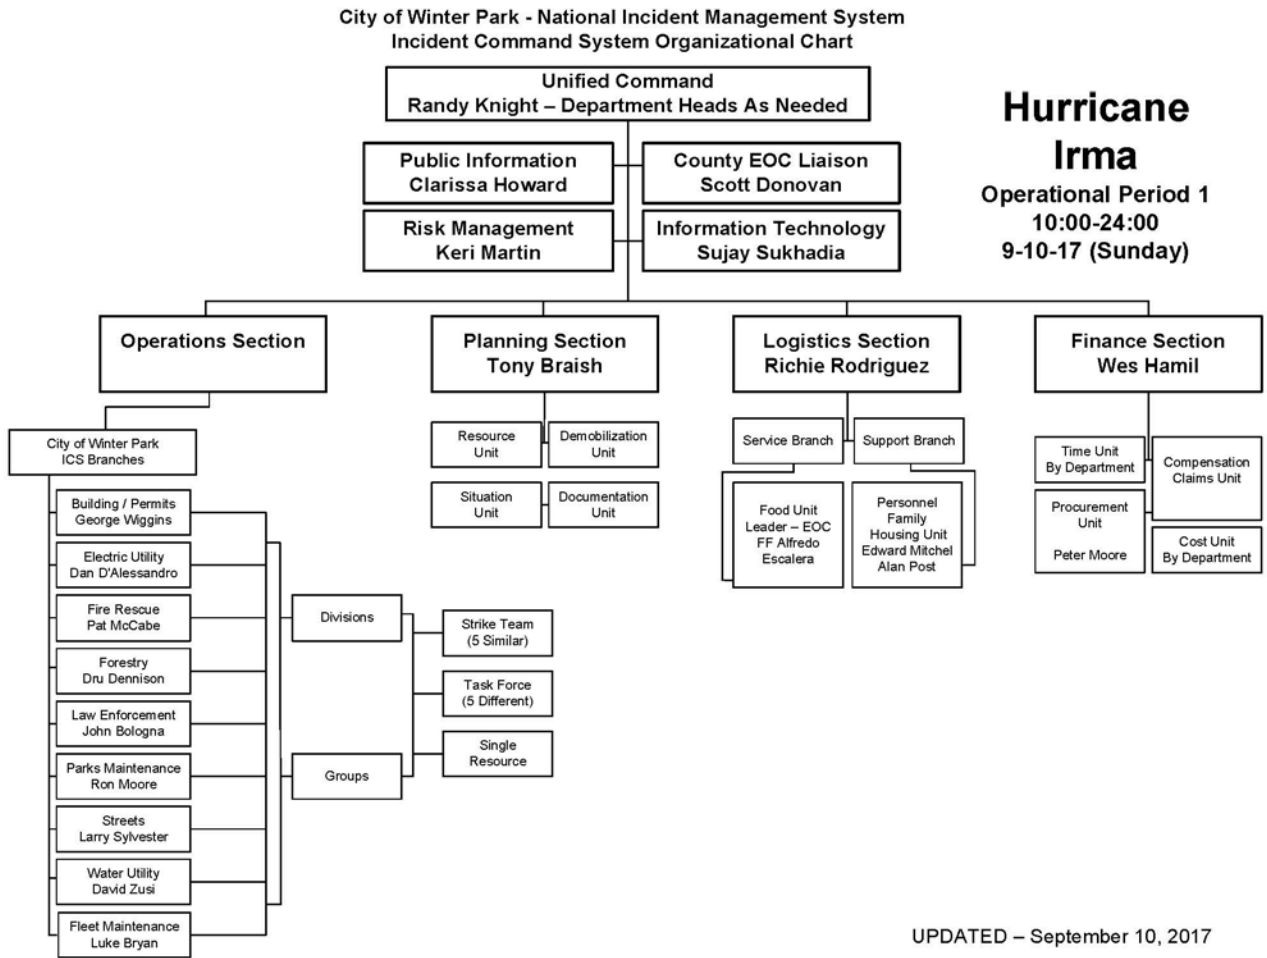 City of Winter Park - National Incident Management System
Incident Command System Organizational Chart
Unified Command
Randy Knight – Department Heads As Needed
Hurricane
Irma
Operational Period 1
10:00-24:00
9-10-17 (Sunday)
Public Information
Clarissa Howard
County EOC Liaison
Scott Donovan
Risk Management
Keri Martin
Information Technology
Sujay Sukhadia
Operations Section
Planning Section
Tony Braish
Logistics Section
Richie Rodriguez
Finance Section
Wes Hamil
City of Winter Park
ICS Branches
Building / Permits
George Wiggins
Electric Utility
Dan D'Alessandro
Fire Rescue
Pat McCabe
Forestry
Dru Dennison
Law Enforcement
John Bologna
Parks Maintenance
Ron Moore
Streets
Larry Sylvester
Water Utility
David Zusi
Fleet Maintenance
Luke Bryan
Divisions
Groups
Strike Team
(5 Similar)
Task Force
(5 Different)
Single
Resource
Resource
Unit
Demobilization
Unit
Situation
Unit
Documentation
Unit
Service Branch
Support Branch
Food Unit
Leader – EOC
FF Alfredo
Escalera
Personnel
Family
Housing Unit
Edward Mitchel
Alan Post
Time Unit
By Department
Compensation
Claims Unit
Procurement
Unit
Peter Moore
Cost Unit
By Department
UPDATED – September 10, 2017